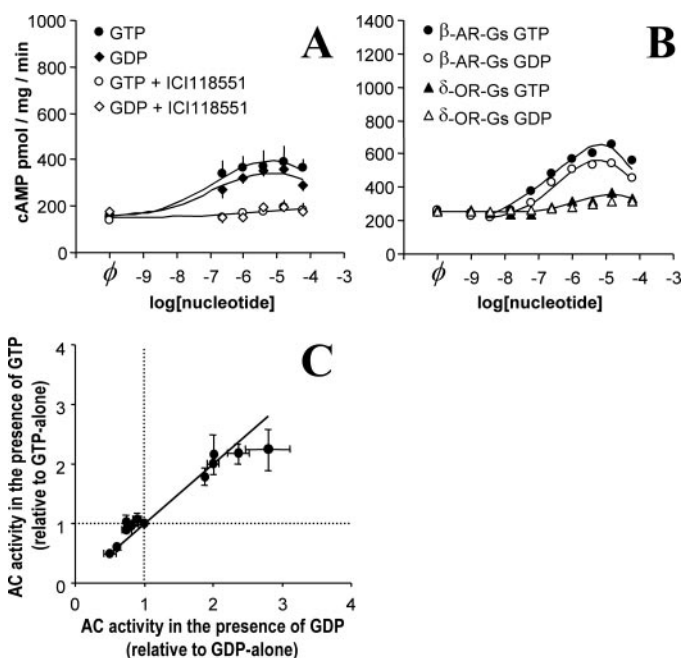 A
1000
800
600
400
200
0
cAMP pmol / mg / min
GTP
GDP
GTP + ICI118551
GDP + ICI118551
ϕ -9 -8 -7 -6 -5 -4 -3
log[nucleotide]
B
1400
1200
1000
800
600
400
200
0
β-AR-Gs GTP
β-AR-Gs GDP
δ-OR-Gs GTP
δ-OR-Gs GDP
ϕ -9 -8 -7 -6 -5 -4 -3
log[nucleotide]
C
AC activity in the presence of GTP
(relative to GTP-alone)
4
3
2
1
0
0 1 2 3 4
AC activity in the presence of GDP
(relative to GDP-alone)